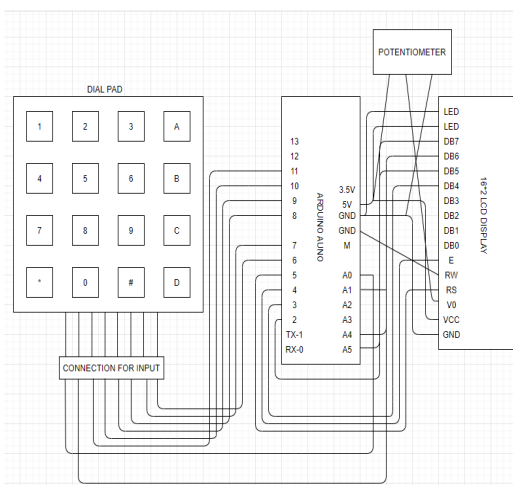 POTENTIOMETER
DIAL PAD
1 2 3 A
4 5 6 B
7 8 9 C
* 0 # D
CONNECTION FOR INPUT
13
12
11
10
9
8
7
6
5
4
3
2
TX-1
RX-0
ARDUINO AUNO
3.5V
5V
GND
GND
M
A0
A1
A2
A3
A4
A5
LED
LED
DB7
DB6
DB5
DB4
DB3
DB2
DB1
DB0
E
RW
RS
V0
VCC
GND
16*2 LCD DISPLAY